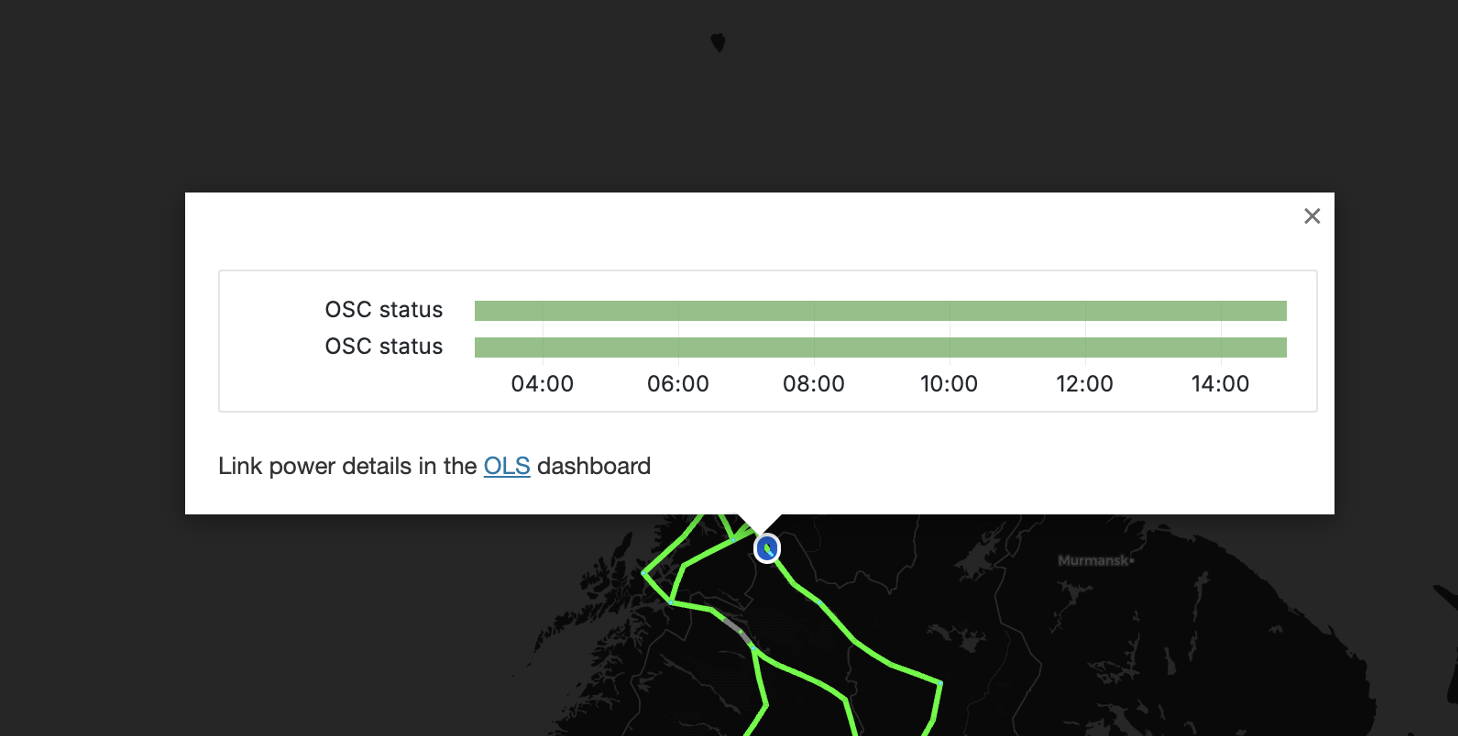 OSC status
OSC status
04:00 06:00 08:00 10:00 12:00 14:00
Link power details in the OLS dashboard
Murmansk